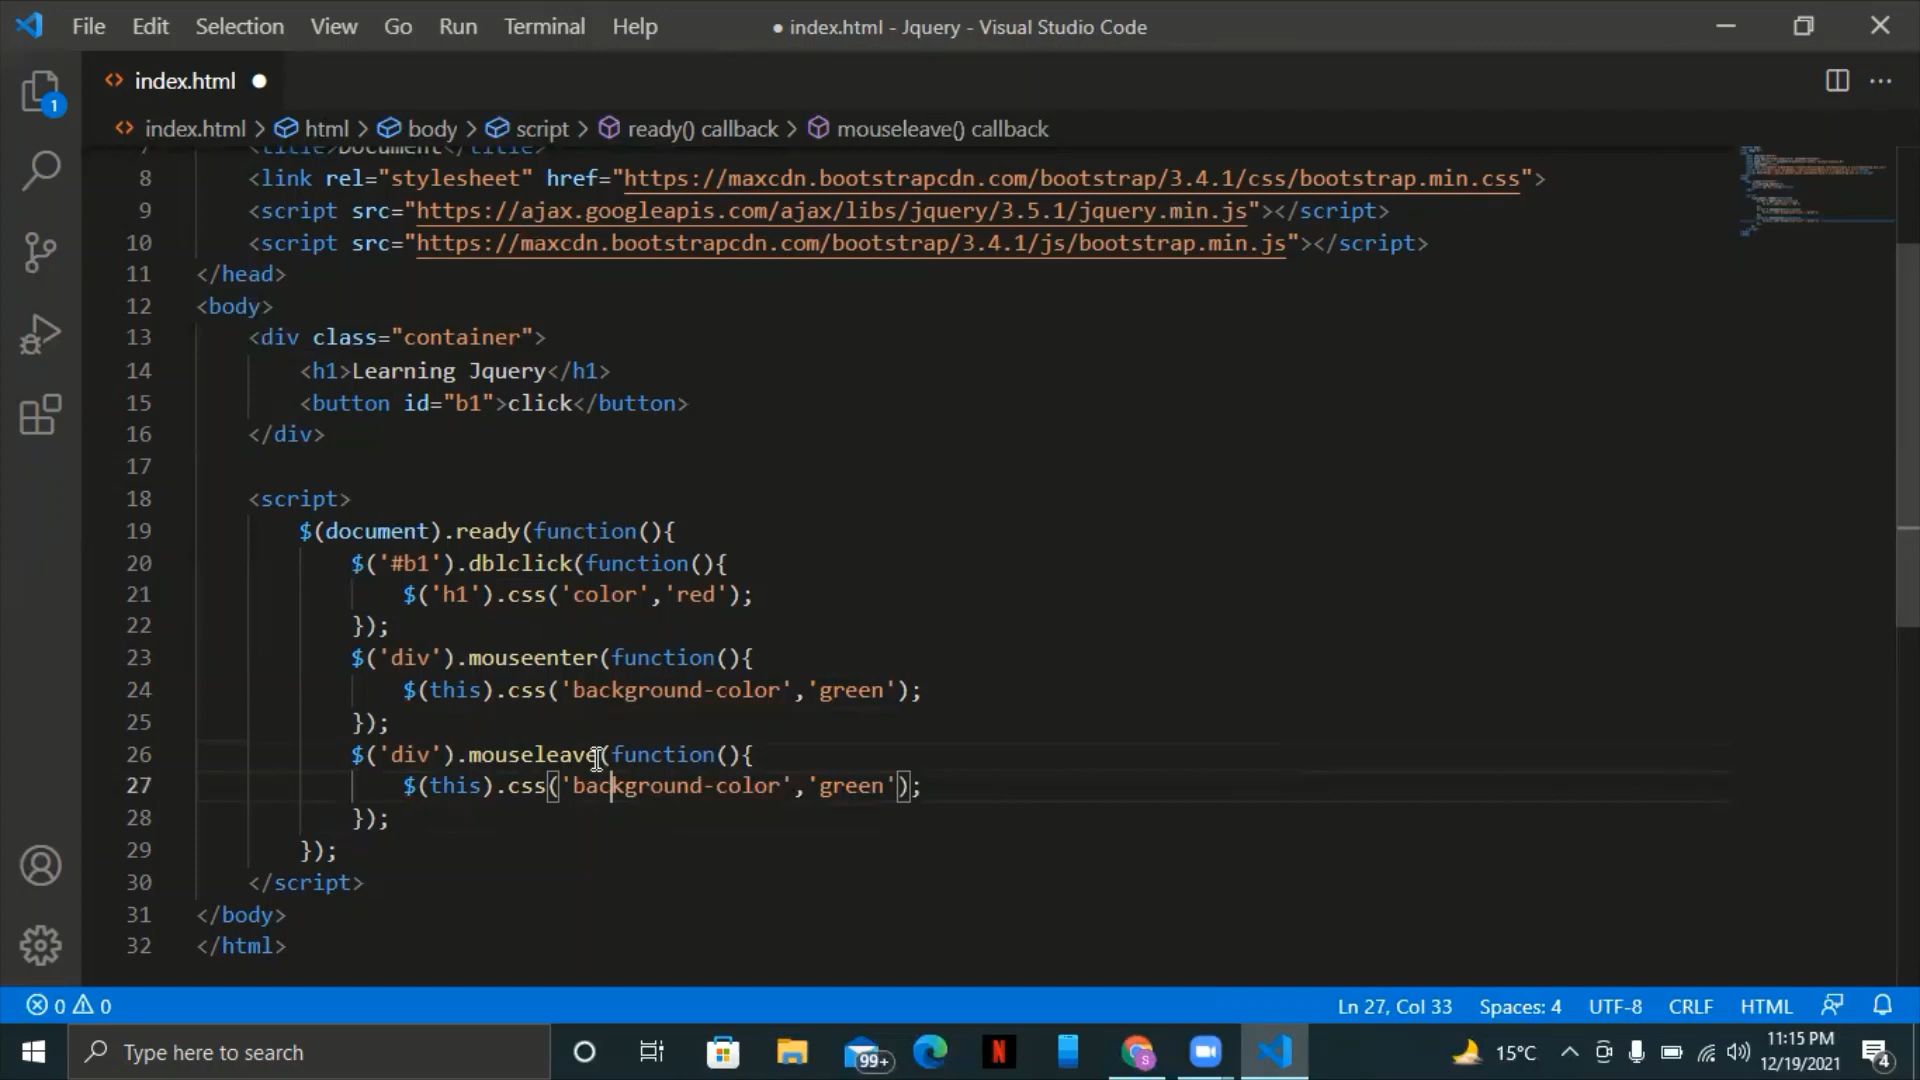 File Edit Selection View Go Run Terminal Help
● index.html - Jquery - Visual Studio Code
index.html
index.html > html > body > script > ready() callback > mouseleave() callback
1
7 <title>Document</title>
8 <link rel="stylesheet" href="https://maxcdn.bootstrapcdn.com/bootstrap/3.4.1/css/bootstrap.min.css">
9 <script src="https://ajax.googleapis.com/ajax/libs/jquery/3.5.1/jquery.min.js"></script>
10 <script src="https://maxcdn.bootstrapcdn.com/bootstrap/3.4.1/js/bootstrap.min.js"></script>
11 </head>
12 <body>
13 <div class="container">
14 <h1>Learning Jquery</h1>
15 <button id="b1">click</button>
16 </div>
17
18 <script>
19 $(document).ready(function(){
20 $('#b1').dblclick(function(){
21 $('h1').css('color','red');
22 });
23 $('div').mouseenter(function(){
24 $(this).css('background-color','green');
25 });
26 $('div').mouseleave(function(){
27 $(this).css('background-color','green');
28 });
29 });
30 </script>
31 </body>
32 </html>
0 0 Ln 27, Col 33 Spaces: 4 UTF-8 CRLF HTML
Type here to search 99+ N S 15°C 11:15 PM
12/19/2021 4